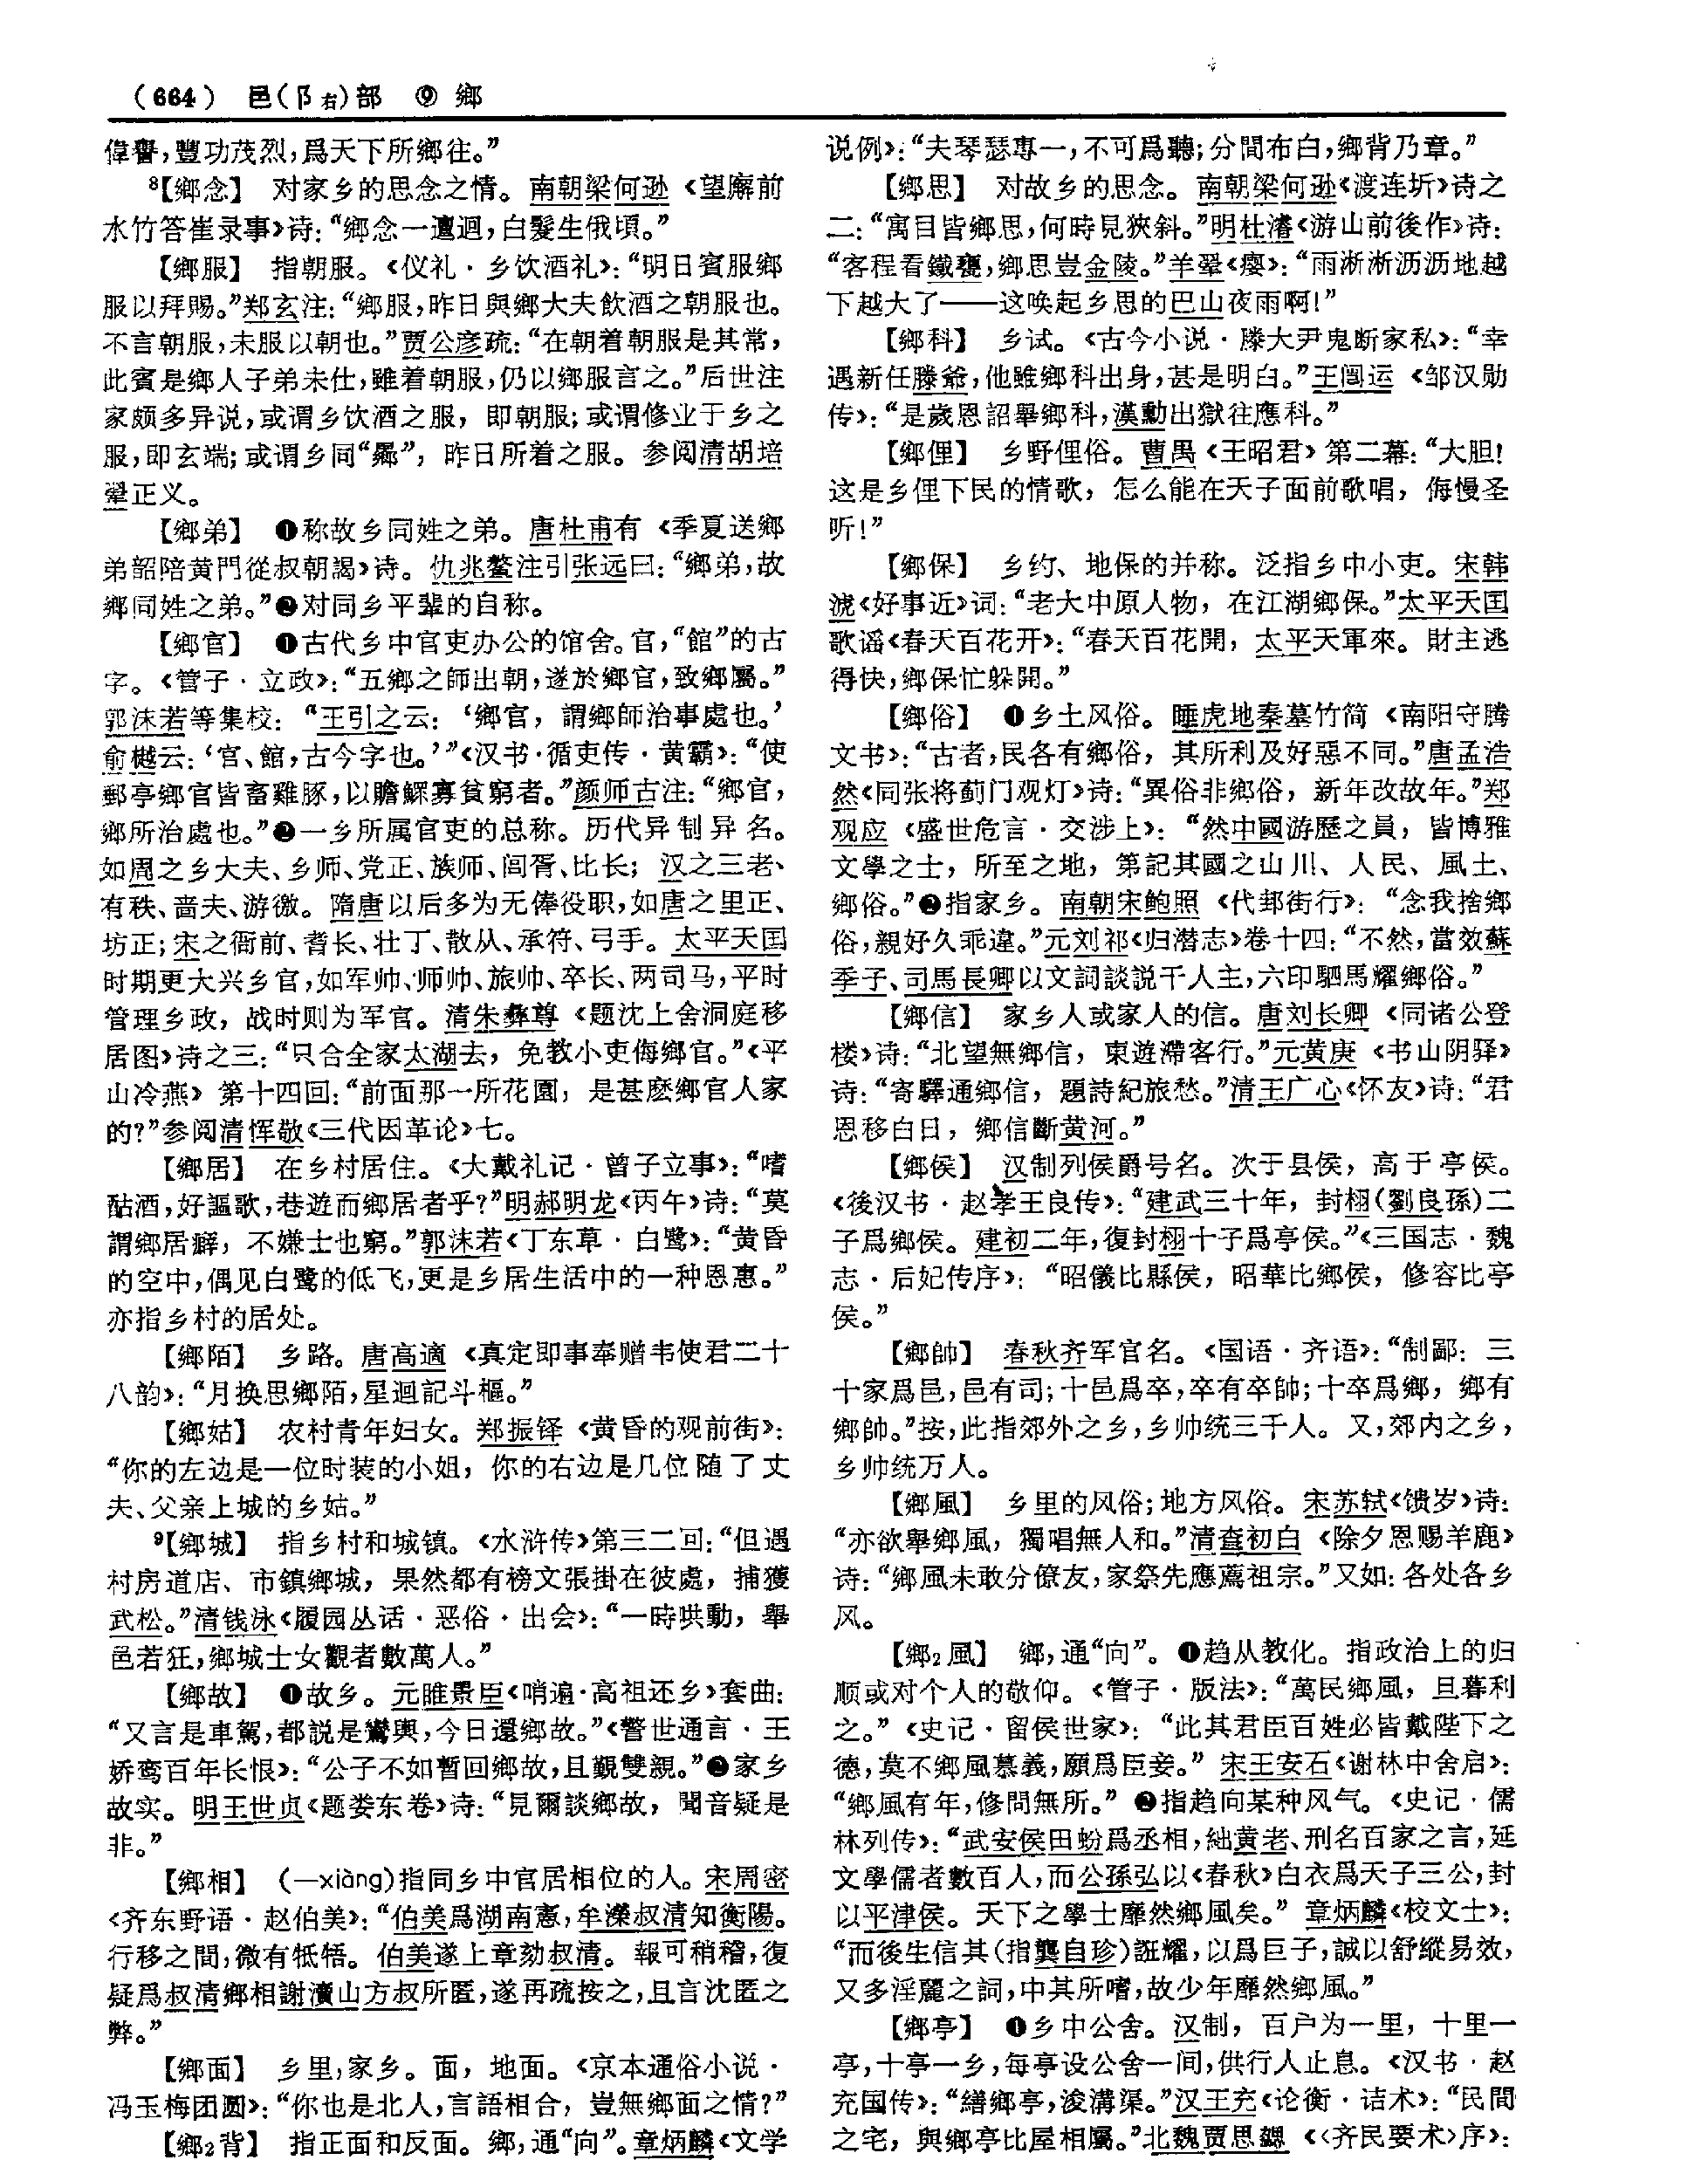 （664） 邑(阝右)部 ⑨ 鄉
偉譽，豐功茂烈，爲天下所鄉往。”
⁸【鄉念】 对家乡的思念之情。南朝梁何逊《望廨前
水竹答崔录事》诗：“鄉念一邅迴，白髮生俄頃。”
【鄉服】 指朝服。《仪礼·乡饮酒礼》：“明日賓服鄉
服以拜賜。”郑玄注：“鄉服，昨日與鄉大夫飲酒之朝服也。
不言朝服，未服以朝也。”贾公彦疏：“在朝着朝服是其常，
此賓是鄉人子弟未仕，雖着朝服，仍以鄉服言之。”后世注
家颇多异说，或谓乡饮酒之服，即朝服；或谓修业于乡之
服，即玄端；或谓乡同“曏”，昨日所着之服。参阅清胡培
翚正义。
【鄉弟】 ❶称故乡同姓之弟。唐杜甫有《季夏送鄉
弟韶陪黄門從叔朝謁》诗。仇兆鳌注引张远曰：“鄉弟，故
鄉同姓之弟。”❷对同乡平辈的自称。
【鄉官】 ❶古代乡中官吏办公的馆舍。官，“館”的古
字。《管子·立政》：“五鄉之師出朝，遂於鄉官，致鄉屬。”
郭沫若等集校：“王引之云：‘鄉官，謂鄉師治事處也。’
俞樾云：‘官、館，古今字也。’”《汉书·循吏传·黄霸》：“使
郵亭鄉官皆畜雞豚，以贍鰥寡貧窮者。”颜师古注：“鄉官，
鄉所治處也。”❷一乡所属官吏的总称。历代异制异名。
如周之乡大夫、乡师、党正、族师、闾胥、比长；汉之三老、
有秩、啬夫、游徼。隋唐以后多为无俸役职，如唐之里正、
坊正；宋之衙前、耆长、壮丁、散从、承符、弓手。太平天国
时期更大兴乡官，如军帅、师帅、旅帅、卒长、两司马，平时
管理乡政，战时则为军官。清朱彝尊《题沈上舍洞庭移
居图》诗之三：“只合全家太湖去，免教小吏侮鄉官。”《平
山冷燕》第十四回：“前面那一所花園，是甚麽鄉官人家
的？”参阅清恽敬《三代因革论》七。
【鄉居】 在乡村居住。《大戴礼记·曾子立事》：“嗜
酤酒，好謳歌，巷遊而鄉居者乎？”明郝明龙《丙午》诗：“莫
謂鄉居僻，不嫌士也窮。”郭沫若《丁东草·白鹭》：“黄昏
的空中，偶见白鹭的低飞，更是乡居生活中的一种恩惠。”
亦指乡村的居处。
【鄉陌】 乡路。唐高適《真定即事奉赠韦使君二十
八韵》：“月换思鄉陌，星迴記斗樞。”
【鄉姑】 农村青年妇女。郑振铎《黄昏的观前街》：
“你的左边是一位时装的小姐，你的右边是几位随了丈
夫、父亲上城的乡姑。”
⁹【鄉城】 指乡村和城镇。《水浒传》第三二回：“但遇
村房道店、市鎮鄉城，果然都有榜文張掛在彼處，捕獲
武松。”清钱泳《履园丛话·恶俗·出会》：“一時哄動，舉
邑若狂，鄉城士女觀者數萬人。”
【鄉故】 ❶故乡。元睢景臣《哨遍·高祖还乡》套曲：
“又言是車駕，都説是鑾輿，今日還鄉故。”《警世通言·王
娇鸾百年长恨》：“公子不如暫回鄉故，且覲雙親。”❷家乡
故实。明王世贞《题娄东卷》诗：“見爾談鄉故，聞音疑是
非。”
【鄉相】 (—xiàng)指同乡中官居相位的人。宋周密
《齐东野语·赵伯美》：“伯美爲湖南憲，牟濚叔清知衡陽。
行移之間，微有牴牾。伯美遂上章劾叔清。報可稍稽，復
疑爲叔清鄉相謝瀆山方叔所匿，遂再疏按之，且言沈匿之
弊。”
【鄉面】 乡里，家乡。面，地面。《京本通俗小说·
冯玉梅团圆》：“你也是北人，言語相合，豈無鄉面之情？”
【鄉₂背】 指正面和反面。鄉，通“向”。章炳麟《文学
说例》：“夫琴瑟専一，不可爲聽；分間布白，鄉背乃章。”
【鄉思】 对故乡的思念。南朝梁何逊《渡连圻》诗之
二：“寓目皆鄉思，何時見狹斜。”明杜濬《游山前後作》诗：
“客程看鐵甕，鄉思豈金陵。”羊翚《瘿》：“雨淅淅沥沥地越
下越大了——这唤起乡思的巴山夜雨啊！”
【鄉科】 乡试。《古今小说·滕大尹鬼断家私》：“幸
遇新任滕爺，他雖鄉科出身，甚是明白。”王闿运《邹汉勋
传》：“是歲恩詔舉鄉科，漢勳出獄往應科。”
【鄉俚】 乡野俚俗。曹禺《王昭君》第二幕：“大胆！
这是乡俚下民的情歌，怎么能在天子面前歌唱，侮慢圣
听！”
【鄉保】 乡约、地保的并称。泛指乡中小吏。宋韩
淲《好事近》词：“老大中原人物，在江湖鄉保。”太平天国
歌谣《春天百花开》：“春天百花開，太平天軍來。財主逃
得快，鄉保忙躲開。”
【鄉俗】 ❶乡土风俗。睡虎地秦墓竹简《南阳守腾
文书》：“古者，民各有鄉俗，其所利及好惡不同。”唐孟浩
然《同张将蓟门观灯》诗：“異俗非鄉俗，新年改故年。”郑
观应《盛世危言·交涉上》：“然中國游歷之員，皆博雅
文學之士，所至之地，第記其國之山川、人民、風土、
鄉俗。”❷指家乡。南朝宋鲍照《代邽街行》：“念我捨鄉
俗，親好久乖違。”元刘祁《归潜志》卷十四：“不然，當效蘇
季子、司馬長卿以文詞談説干人主，六印駟馬耀鄉俗。”
【鄉信】 家乡人或家人的信。唐刘长卿《同诸公登
楼》诗：“北望無鄉信，東遊滯客行。”元黄庚《书山阴驿》
诗：“寄驛通鄉信，題詩紀旅愁。”清王广心《怀友》诗：“君
恩移白日，鄉信斷黄河。”
【鄉侯】 汉制列侯爵号名。次于县侯，高于亭侯。
《後汉书·赵孝王良传》：“建武三十年，封栩(劉良孫)二
子爲鄉侯。建初二年，復封栩十子爲亭侯。”《三国志·魏
志·后妃传序》：“昭儀比縣侯，昭華比鄉侯，修容比亭
侯。”
【鄉帥】 春秋齐军官名。《国语·齐语》：“制鄙：三
十家爲邑，邑有司；十邑爲卒，卒有卒帥；十卒爲鄉，鄉有
鄉帥。”按，此指郊外之乡，乡帅统三千人。又，郊内之乡，
乡帅统万人。
【鄉風】 乡里的风俗；地方风俗。宋苏轼《馈岁》诗：
“亦欲舉鄉風，獨唱無人和。”清查初白《除夕恩赐羊鹿》
诗：“鄉風未敢分僚友，家祭先應薦祖宗。”又如：各处各乡
风。
【鄉₂風】 鄉，通“向”。❶趋从教化。指政治上的归
顺或对个人的敬仰。《管子·版法》：“萬民鄉風，旦暮利
之。”《史记·留侯世家》：“此其君臣百姓必皆戴陛下之
德，莫不鄉風慕義，願爲臣妾。”宋王安石《谢林中舍启》：
“鄉風有年，修問無所。”❷指趋向某种风气。《史记·儒
林列传》：“武安侯田蚡爲丞相，絀黄老、刑名百家之言，延
文學儒者數百人，而公孫弘以《春秋》白衣爲天子三公，封
以平津侯。天下之學士靡然鄉風矣。”章炳麟《校文士》：
“而後生信其(指龔自珍)誑耀，以爲巨子，誠以舒縱易效，
又多淫麗之詞，中其所嗜，故少年靡然鄉風。”
【鄉亭】 ❶乡中公舍。汉制，百户为一里，十里一
亭，十亭一乡，每亭设公舍一间，供行人止息。《汉书·赵
充国传》：“繕鄉亭，浚溝渠。”汉王充《论衡·诘术》：“民間
之宅，與鄉亭比屋相屬。”北魏贾思勰《〈齐民要术〉序》：